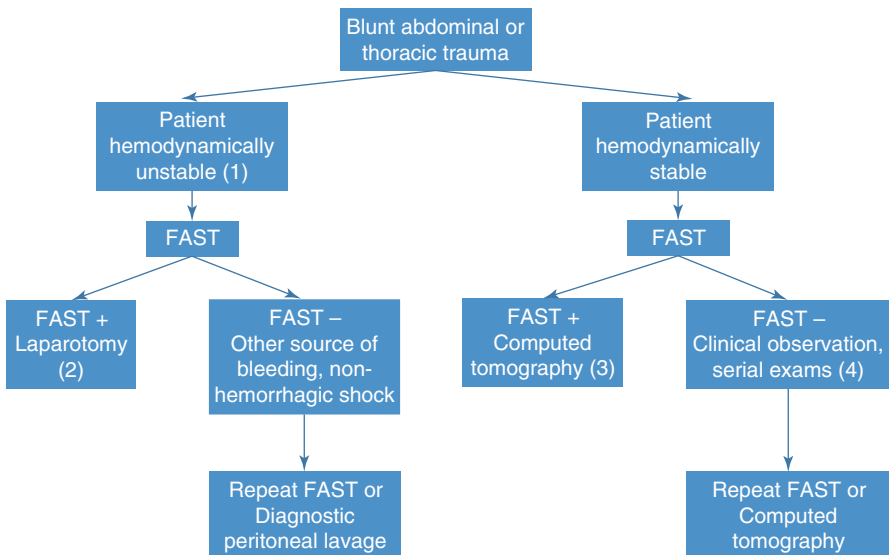 Blunt abdominal or
thoracic trauma
Patient
hemodynamically
unstable (1)
Patient
hemodynamically
stable
FAST
FAST
FAST +
Laparotomy
(2)
FAST –
Other source of
bleeding, non-
hemorrhagic shock
FAST +
Computed
tomography (3)
FAST –
Clinical observation,
serial exams (4)
Repeat FAST or
Diagnostic
peritoneal lavage
Repeat FAST or
Computed
tomography